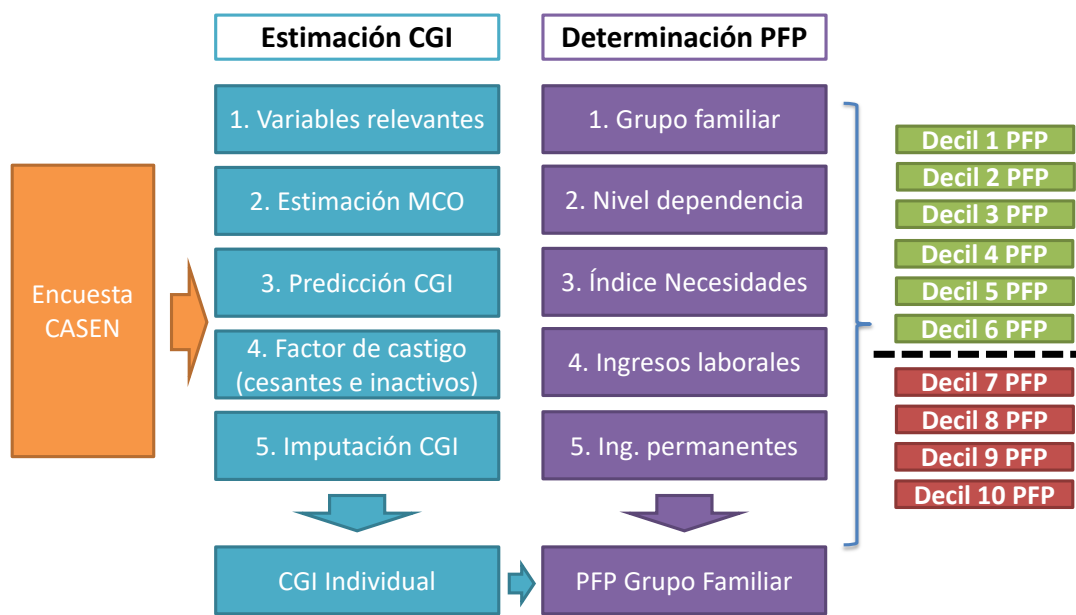 Estimación CGI
Determinación PFP
Encuesta
CASEN
1. Variables relevantes
2. Estimación MCO
3. Predicción CGI
4. Factor de castigo
(cesantes e inactivos)
5. Imputación CGI
CGI Individual
1. Grupo familiar
2. Nivel dependencia
3. Índice Necesidades
4. Ingresos laborales
5. Ing. permanentes
PFP Grupo Familiar
Decil 1 PFP
Decil 2 PFP
Decil 3 PFP
Decil 4 PFP
Decil 5 PFP
Decil 6 PFP
Decil 7 PFP
Decil 8 PFP
Decil 9 PFP
Decil 10 PFP